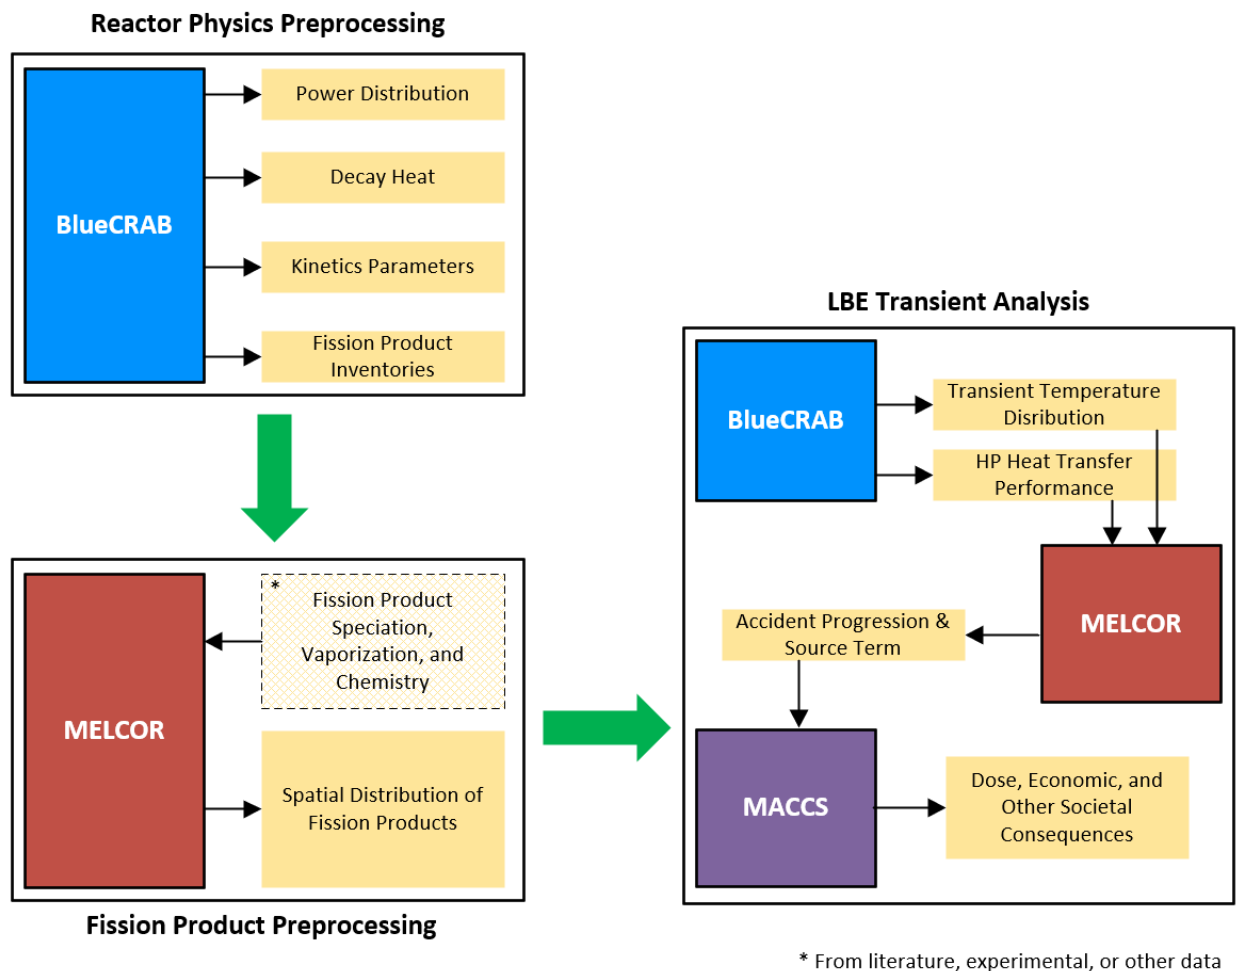 Reactor Physics Preprocessing
BlueCRAB
Power Distribution
Decay Heat
Kinetics Parameters
Fission Product
Inventories
MELCOR
*
Fission Product
Speciation,
Vaporization, and
Chemistry
Spatial Distribution of
Fission Products
Fission Product Preprocessing
LBE Transient Analysis
BlueCRAB
Transient Temperature
Disribution
HP Heat Transfer
Performance
MELCOR
Accident Progression &
Source Term
MACCS
Dose, Economic, and
Other Societal
Consequences
* From literature, experimental, or other data